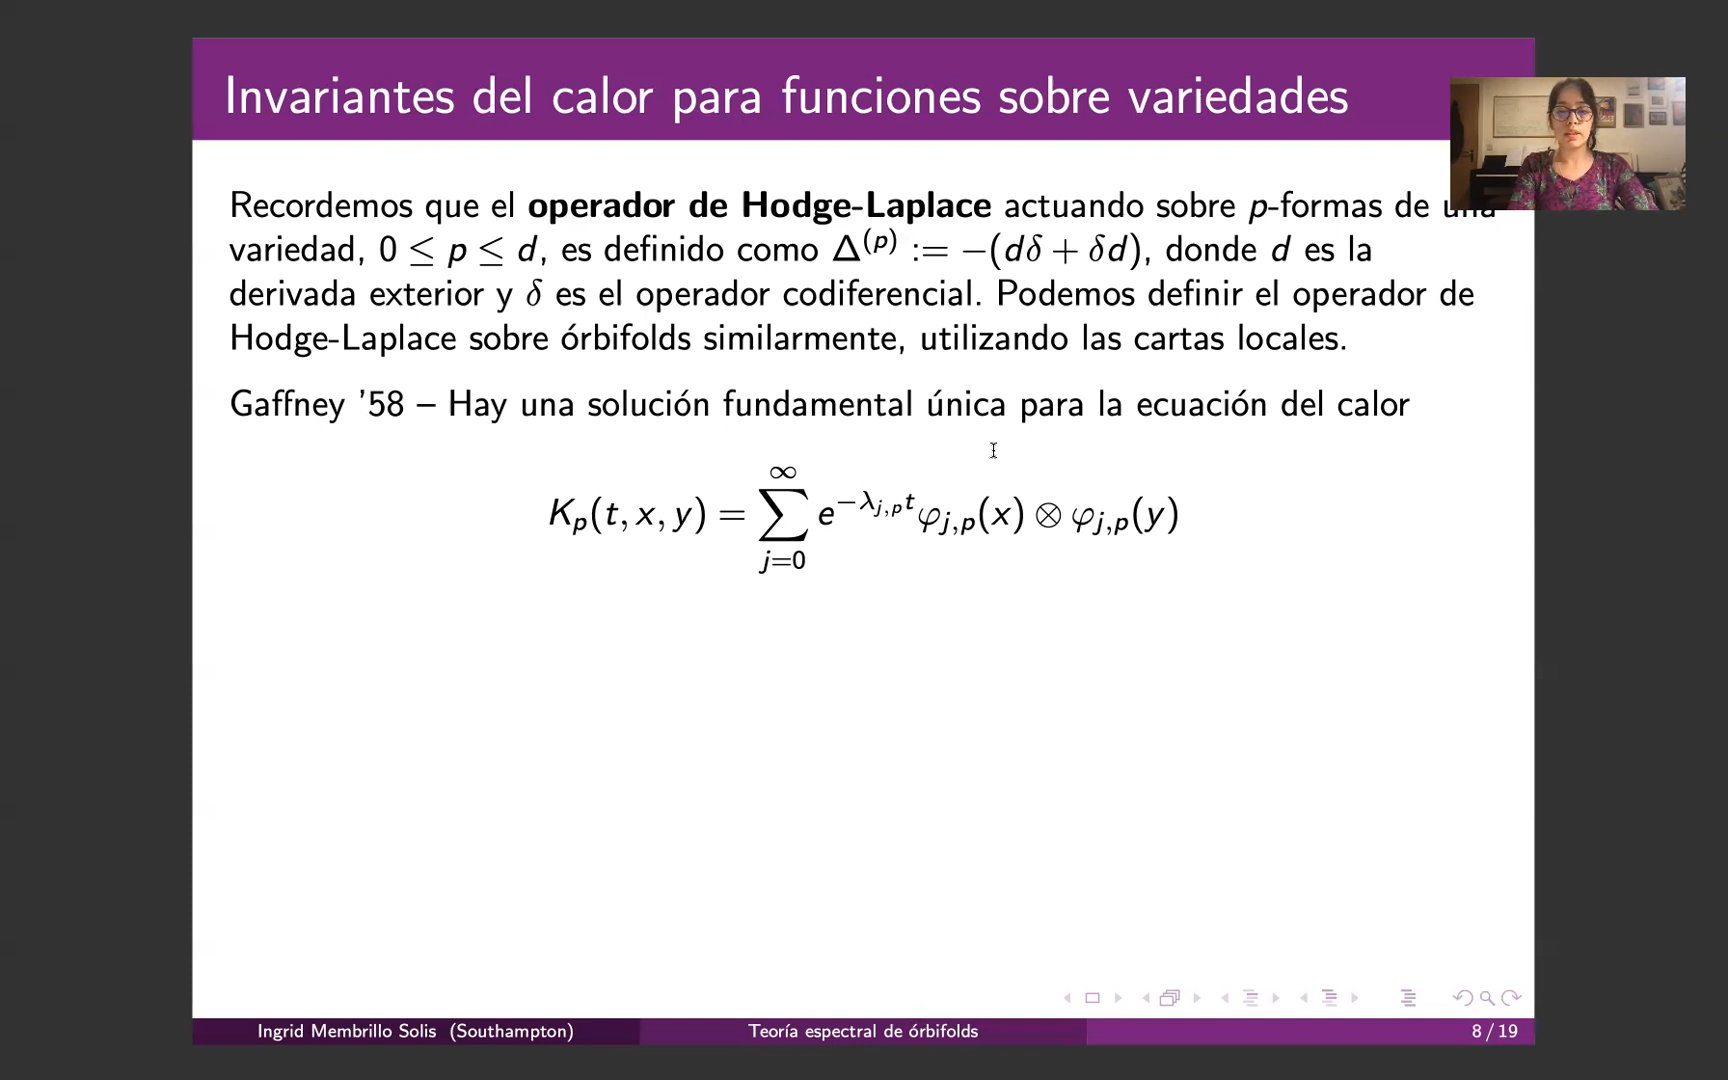 Invariantes del calor para funciones sobre variedades
Recordemos que el operador de Hodge-Laplace actuando sobre p-formas de una
variedad, 0 ≤ p ≤ d, es definido como Δ^(p) := −(dδ + δd), donde d es la
derivada exterior y δ es el operador codiferencial. Podemos definir el operador de
Hodge-Laplace sobre órbifolds similarmente, utilizando las cartas locales.
Gaffney '58 – Hay una solución fundamental única para la ecuación del calor
K_p(t, x, y) = ∑_{j=0}^{∞} e^{−λ_{j,p}t} φ_{j,p}(x) ⊗ φ_{j,p}(y)
Ingrid Membrillo Solis (Southampton) Teoría espectral de órbifolds 8 / 19